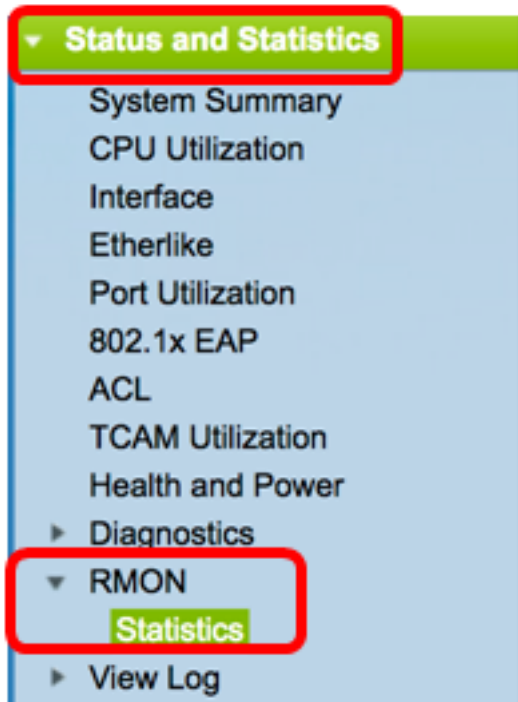 Status and Statistics
System Summary
CPU Utilization
Interface
Etherlike
Port Utilization
802.1x EAP
ACL
TCAM Utilization
Health and Power
Diagnostics
RMON
Statistics
View Log